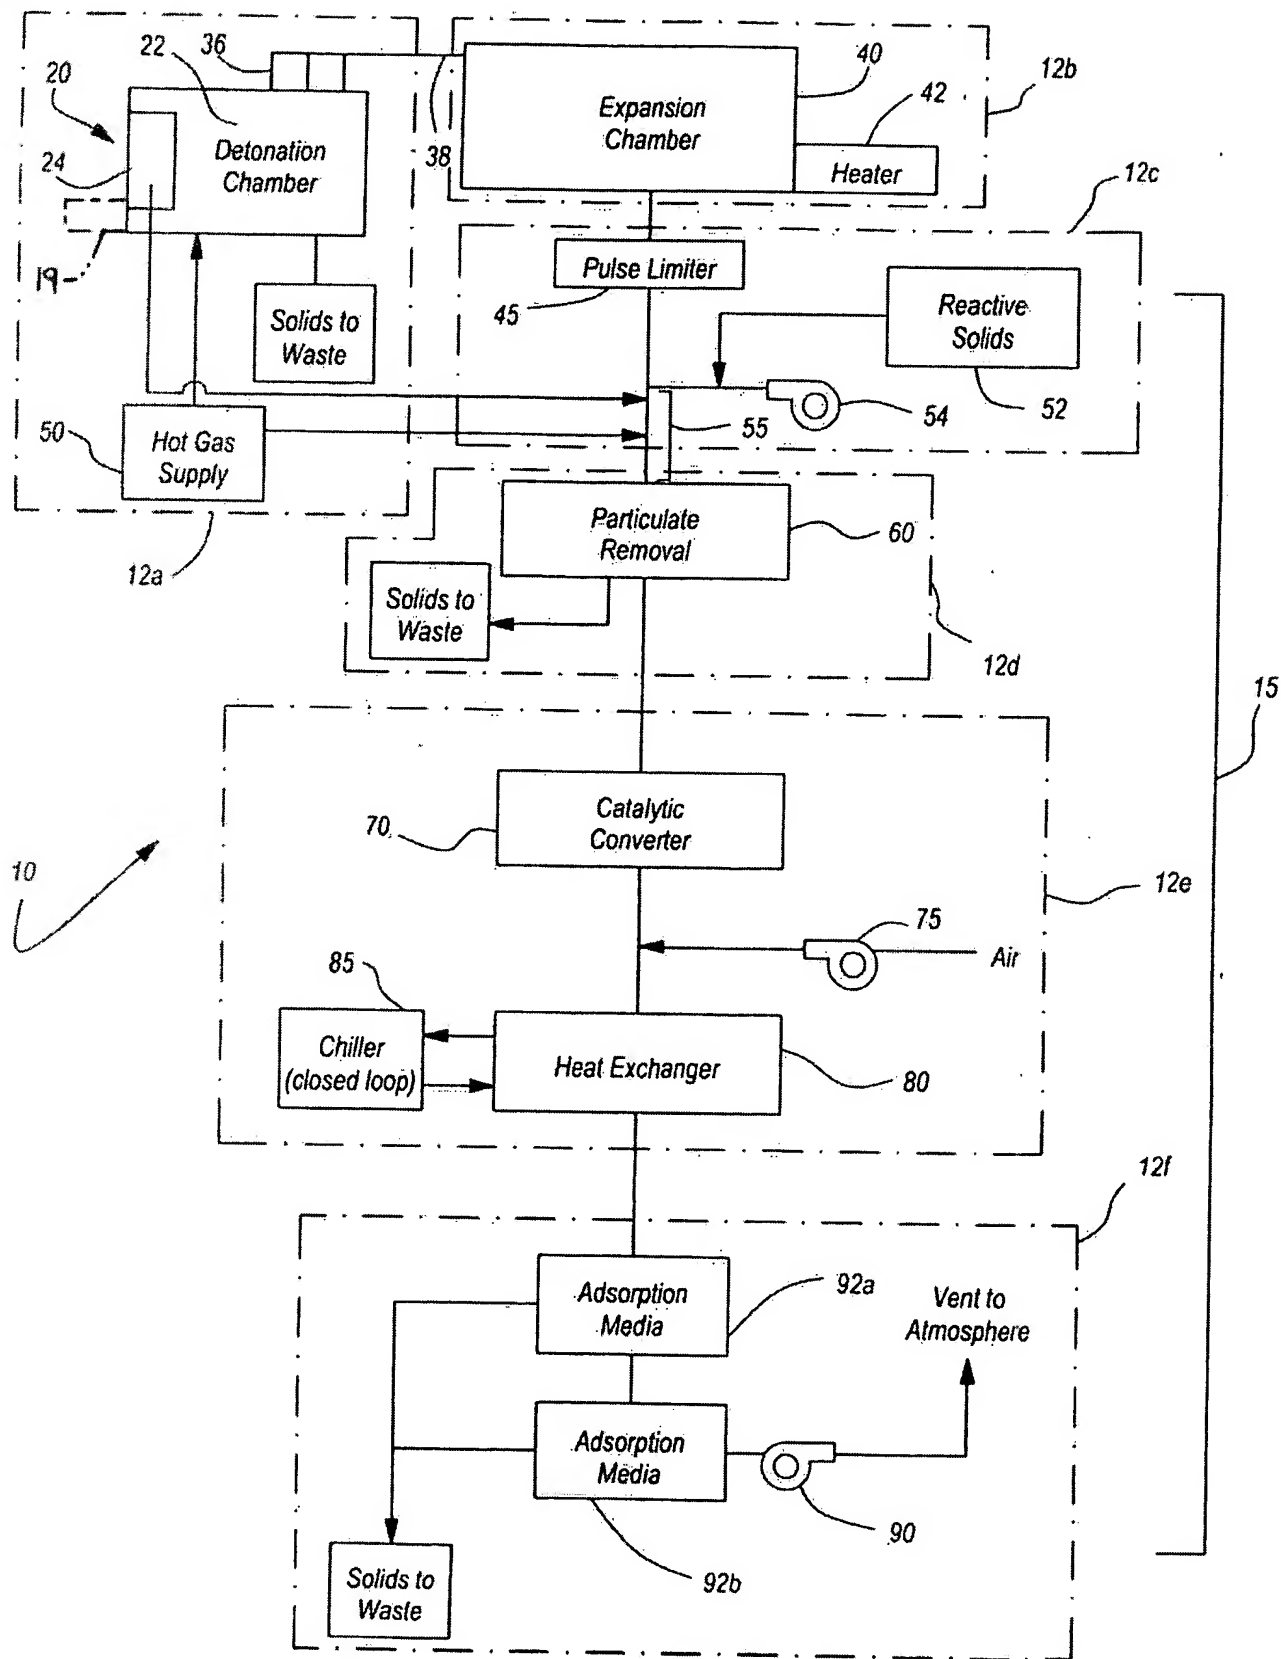 20
22
36
24
19
Detonation
Chamber
Solids to
Waste
50
Hot Gas
Supply
12a
38
Expansion
Chamber
40
42
Heater
12b
12c
Pulse Limiter
45
Reactive
Solids
52
54
55
Particulate
Removal
60
Solids to
Waste
12d
15
10
Catalytic
Converter
70
12e
75
Air
85
Chiller
(closed loop)
Heat Exchanger
80
12f
Adsorption
Media
92a
Vent to
Atmosphere
Adsorption
Media
92b
90
Solids to
Waste